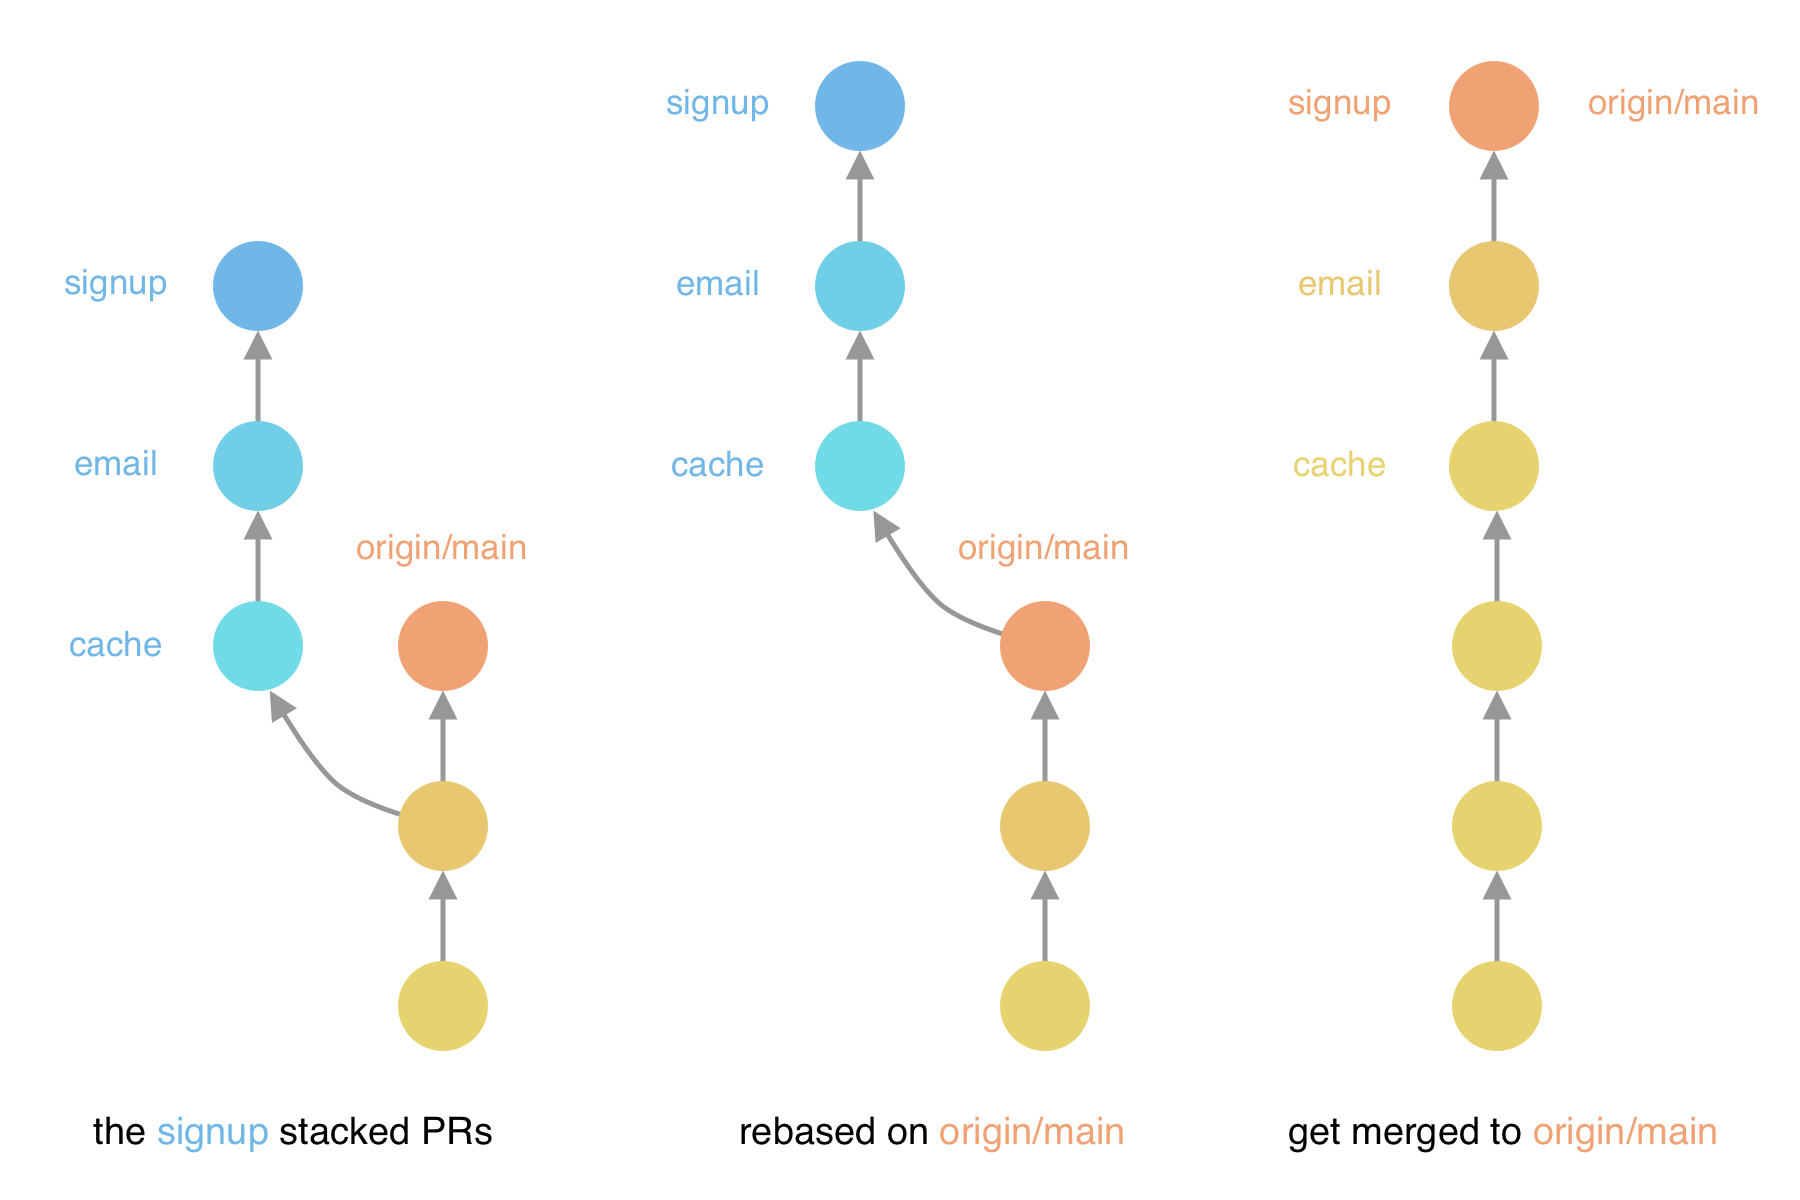 signup
email
cache
origin/main
the signup stacked PRs
signup
email
cache
origin/main
rebased on origin/main
signup
origin/main
email
cache
get merged to origin/main